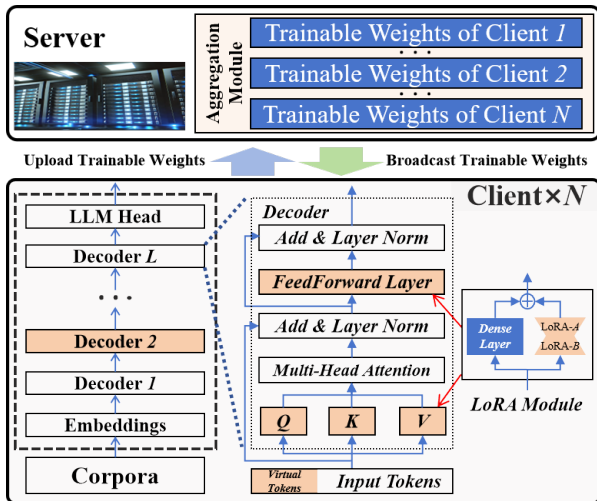 Server
Aggregation
Module
Trainable Weights of Client 1
. . .
Trainable Weights of Client 2
. . .
Trainable Weights of Client N
Upload Trainable Weights
Broadcast Trainable Weights
Client×N
LLM Head
Decoder L
. . .
Decoder 2
Decoder 1
Embeddings
Corpora
Decoder
Add & Layer Norm
FeedForward Layer
Add & Layer Norm
Multi-Head Attention
Q
K
V
Virtual
Tokens
Input Tokens
Dense
Layer
LoRA-A
LoRA-B
LoRA Module